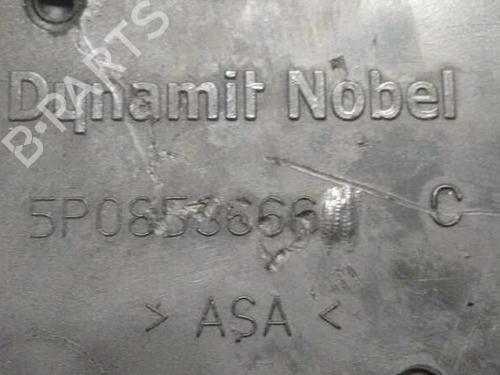 Dynamit Nobel
B-PARTS
5P0853666 C
> ASA <